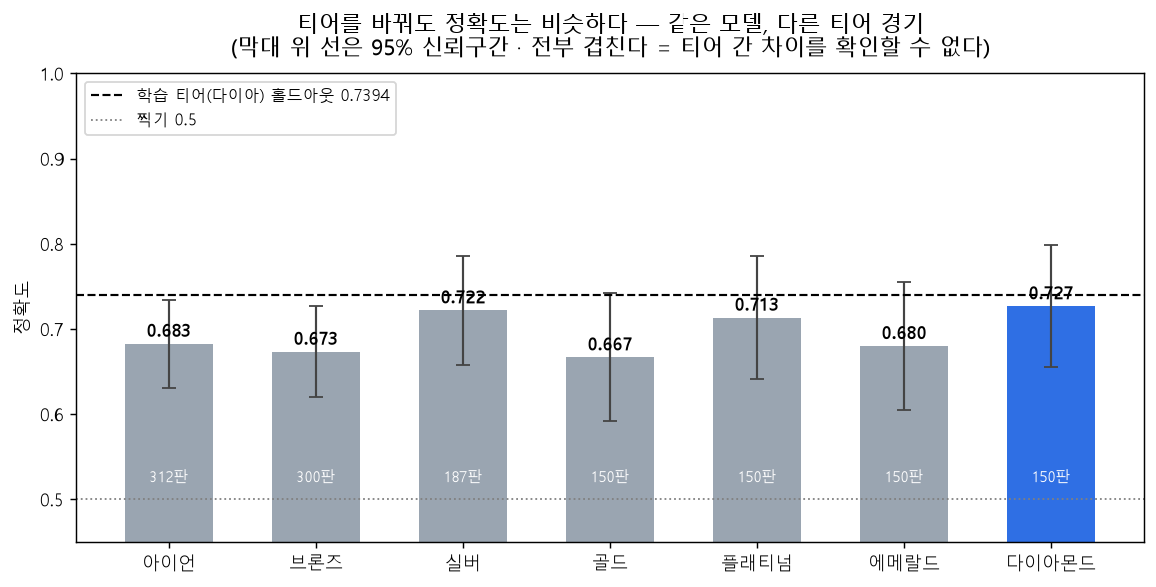 티어를 바꿔도 정확도는 비슷하다 — 같은 모델, 다른 티어 경기
(막대 위 선은 95% 신뢰구간 · 전부 겹친다 = 티어 간 차이를 확인할 수 없다)
학습 티어(다이아) 홀드아웃 0.7394
찍기 0.5
정확도
1.0
0.9
0.8
0.7
0.6
0.5
0.683
0.673
0.722
0.667
0.713
0.680
0.727
312판
300판
187판
150판
150판
150판
150판
아이언
브론즈
실버
골드
플래티넘
에메랄드
다이아몬드